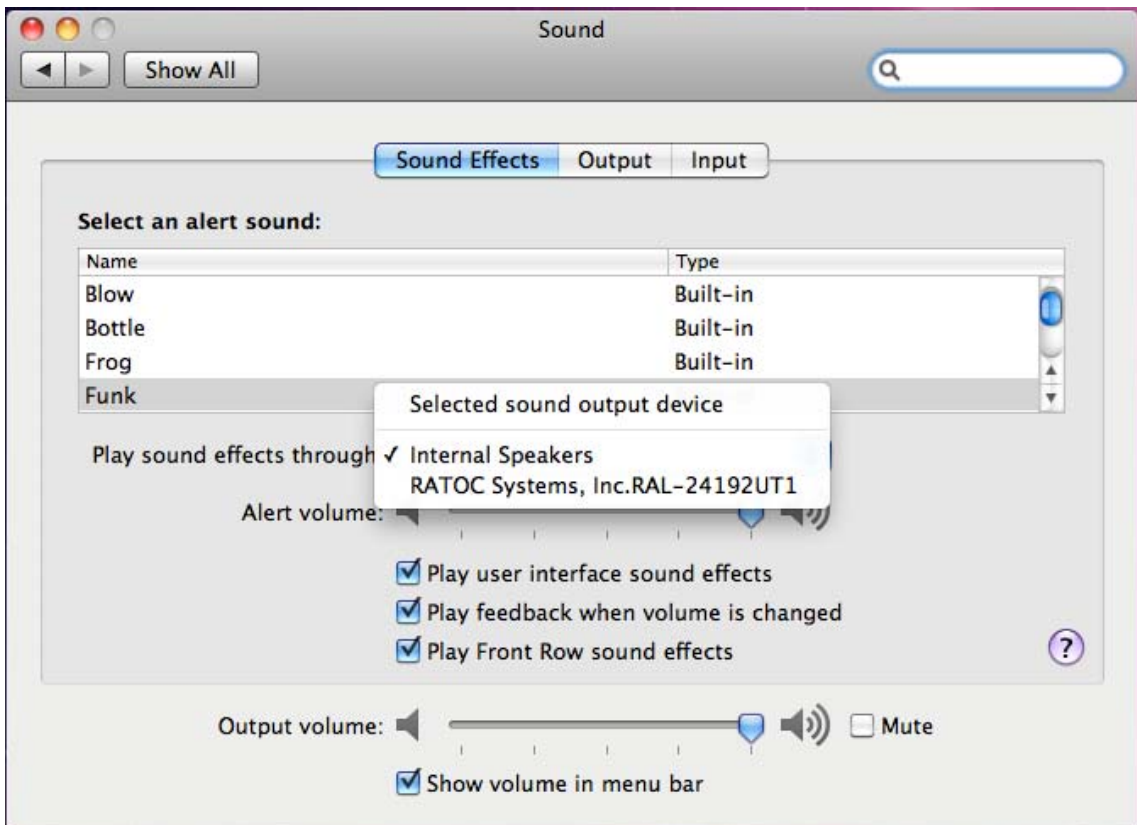 Sound
Show All
Sound Effects Output Input
Select an alert sound:
Name Type
Blow Built-in
Bottle Built-in
Frog Built-in
Funk
Selected sound output device
Play sound effects through ✓ Internal Speakers
RATOC Systems, Inc.RAL-24192UT1
Alert volume:
Play user interface sound effects
Play feedback when volume is changed
Play Front Row sound effects
?
Output volume: Mute
Show volume in menu bar